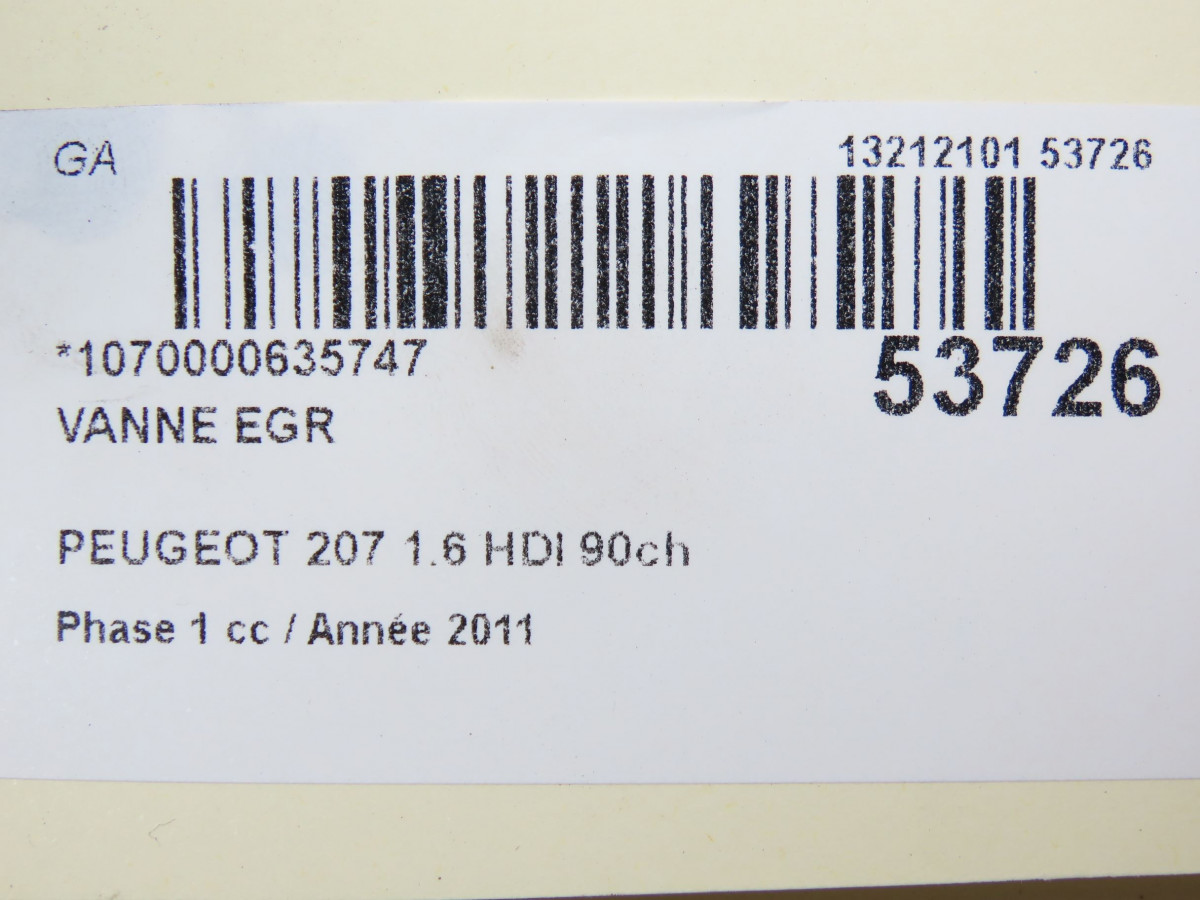 GA
13212101 53726
*1070000635747
53726
VANNE EGR
PEUGEOT 207 1.6 HDI 90ch
Phase 1 cc / Année 2011